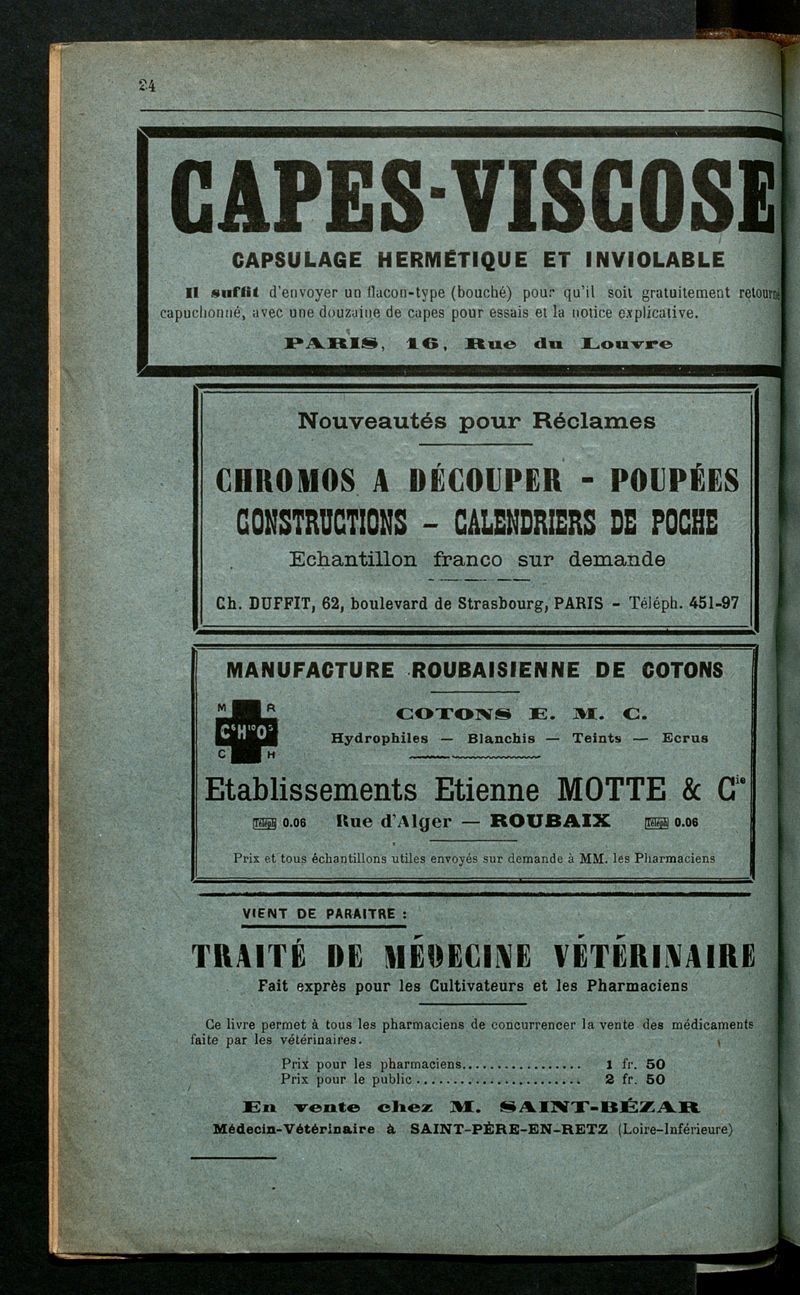 24
CAPES-VISCOSE
CAPSULAGE HERMÉTIQUE ET INVIOLABLE
Il suffit d'envoyer un flacon-type (bouché) pour qu'il soit gratuitement retourné
capuchonné, avec une douzaine de capes pour essais et la notice explicative.
PARIS, 16, Rue du Louvre
Nouveautés pour Réclames
CHROMOS A DÉCOUPER - POUPÉES
CONSTRUCTIONS - CALENDRIERS DE POCHE
Echantillon franco sur demande
Ch. DUFFIT, 62, boulevard de Strasbourg, PARIS - Téléph. 451-97
MANUFACTURE ROUBAISIENNE DE COTONS
M R
C⁶H¹⁰O⁵
C H
COTONS E. M. C.
Hydrophiles — Blanchis — Teints — Ecrus
Etablissements Etienne MOTTE & Cie
Téléph 0.06 Rue d'Alger — ROUBAIX Téléph 0.06
Prix et tous échantillons utiles envoyés sur demande à MM. les Pharmaciens
VIENT DE PARAITRE :
TRAITÉ DE MÉDECINE VÉTÉRINAIRE
Fait exprès pour les Cultivateurs et les Pharmaciens
Ce livre permet à tous les pharmaciens de concurrencer la vente des médicaments
faite par les vétérinaires.
Prix pour les pharmaciens.................. 1 fr. 50
Prix pour le public........................ 2 fr. 50
En vente chez M. SAINT-BÉZAR
Médecin-Vétérinaire à SAINT-PÈRE-EN-RETZ (Loire-Inférieure)